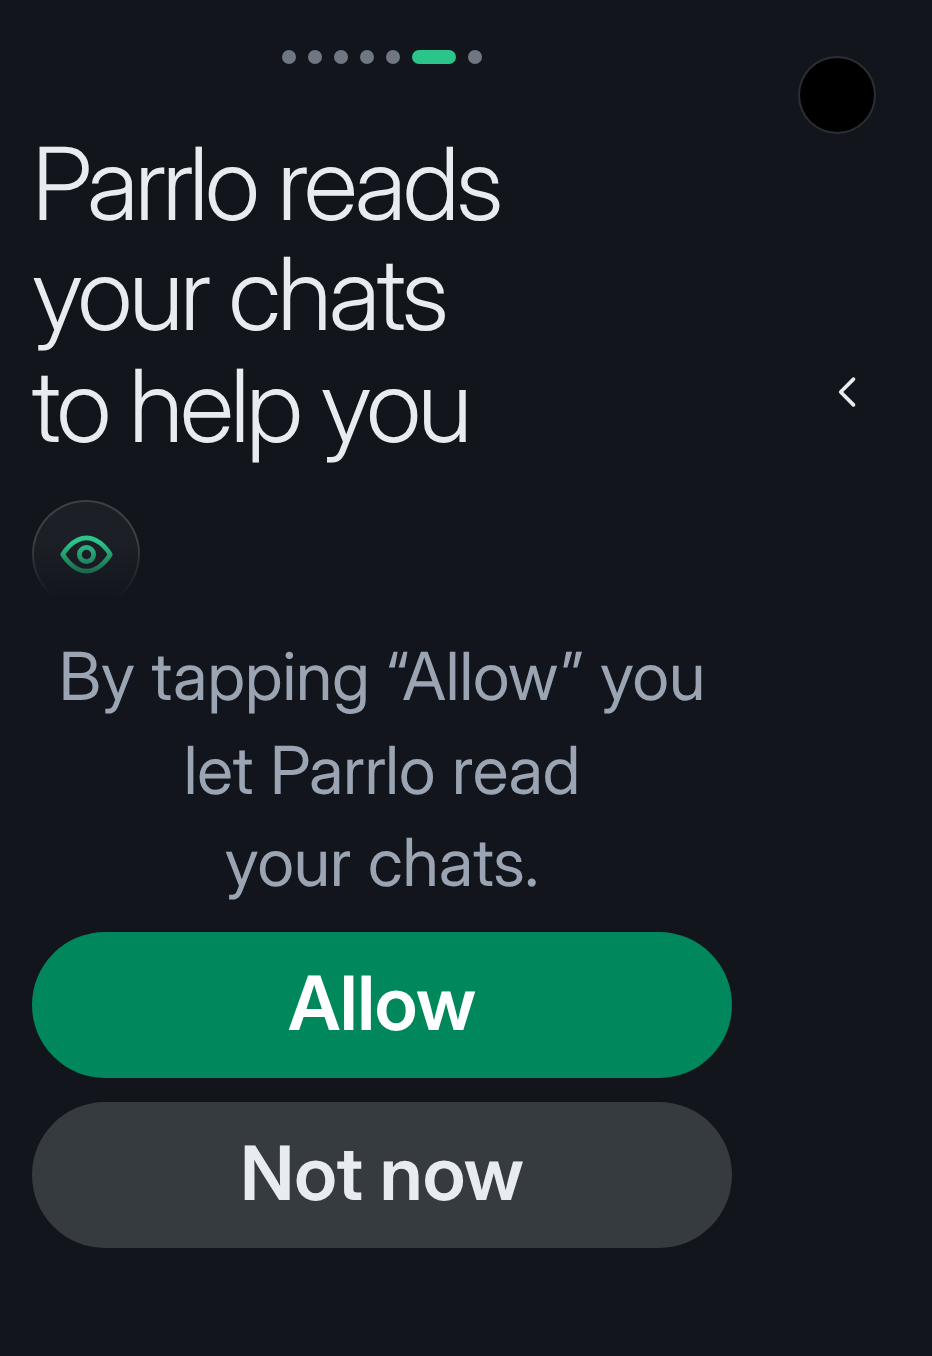 Parrlo reads
your chats
to help you
By tapping “Allow” you
let Parrlo read
your chats.
Allow
Not now